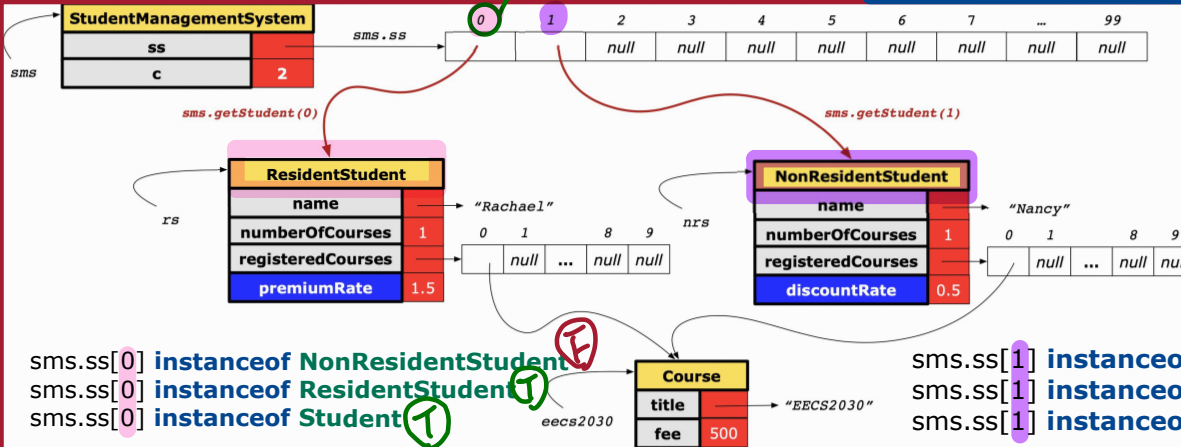 StudentManagementSystem
ss
c 2
sms
sms.ss
0 1 2 3 4 5 6 7 … 99
null null null null null null null null
sms.getStudent(0)
sms.getStudent(1)
ResidentStudent
name
numberOfCourses 1
registeredCourses
premiumRate 1.5
rs
"Rachael"
0 1 8 9
null ... null null
NonResidentStudent
name
numberOfCourses 1
registeredCourses
discountRate 0.5
nrs
"Nancy"
0 1 8 9
null ... null
sms.ss[0] instanceof NonResidentStudent F
sms.ss[0] instanceof ResidentStudent T
sms.ss[0] instanceof Student T
eecs2030
Course
title
fee 500
"EECS2030"
sms.ss[1]
sms.ss[1]
sms.ss[1]